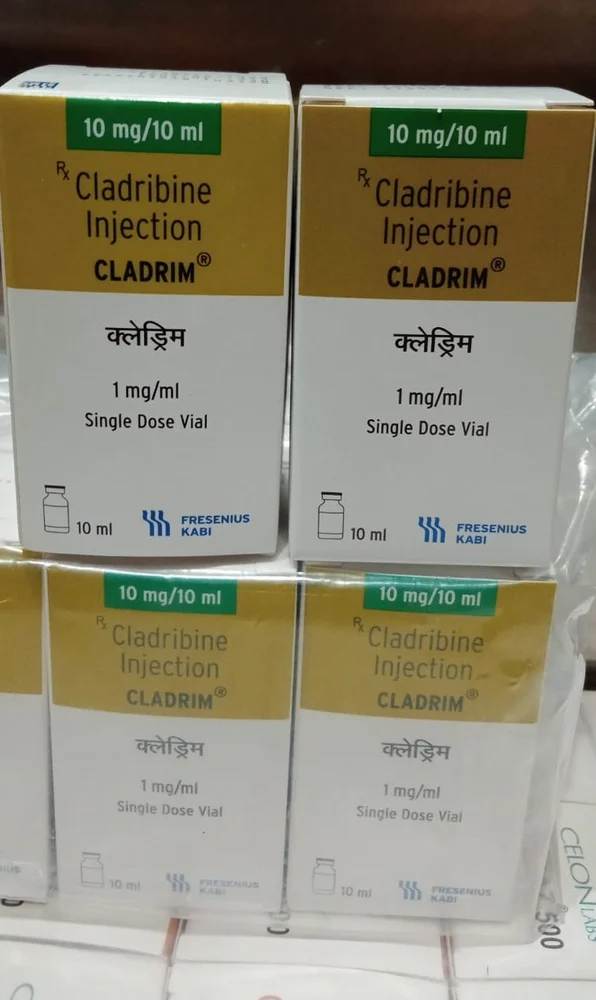 10 mg/10 ml
Rx Cladribine
Injection
CLADRIM®
क्लेड्रिम
1 mg/ml
Single Dose Vial
10 ml
FRESENIUS
KABI
10 mg/10 ml
Rx Cladribine
Injection
CLADRIM®
क्लेड्रिम
1 mg/ml
Single Dose Vial
10 ml
FRESENIUS
KABI
10 mg/10 ml
Rx Cladribine
Injection
CLADRIM®
क्लेड्रिम
1 mg/ml
Single Dose Vial
10 ml
FRESENIUS
KABI
10 mg/10 ml
Rx Cladribine
Injection
CLADRIM®
क्लेड्रिम
1 mg/ml
Single Dose Vial
10 ml
FRESENIUS
KABI
CELON LABS
500